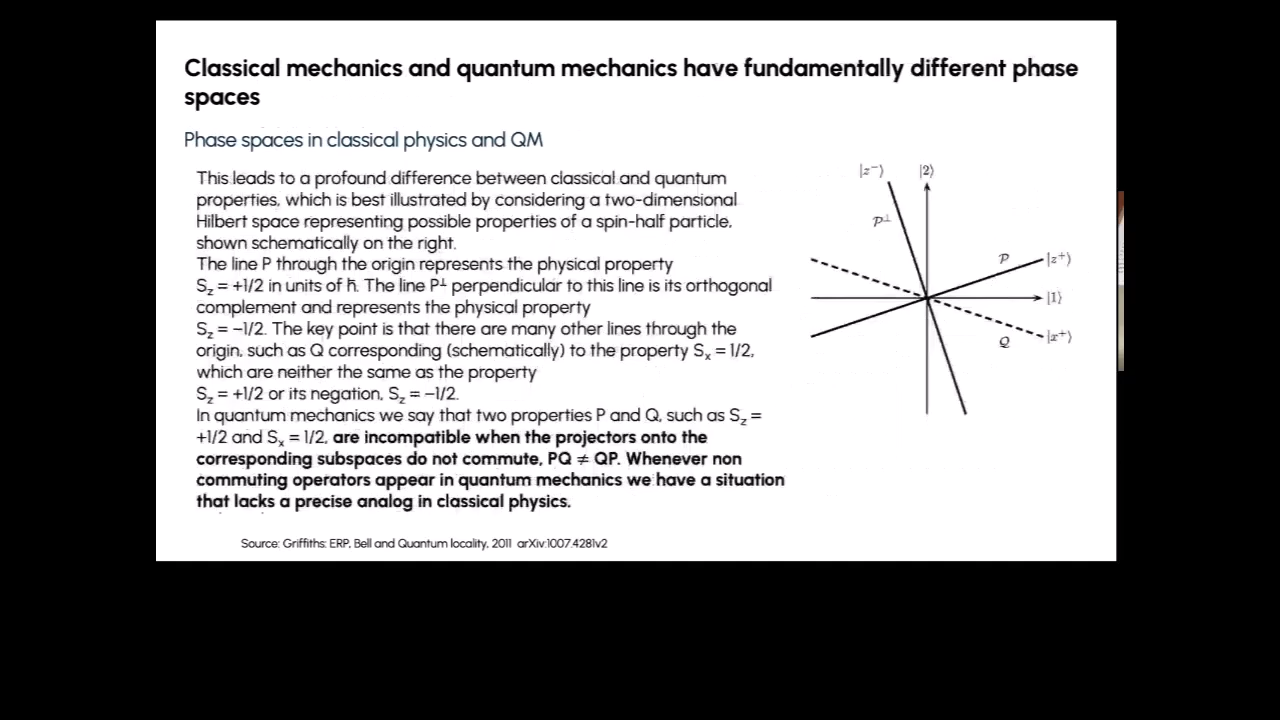 Classical mechanics and quantum mechanics have fundamentally different phase
spaces
Phase spaces in classical physics and QM
This leads to a profound difference between classical and quantum
properties, which is best illustrated by considering a two-dimensional
Hilbert space representing possible properties of a spin-half particle,
shown schematically on the right.
The line P through the origin represents the physical property
S_z = +1/2 in units of ħ. The line P⊥ perpendicular to this line is its orthogonal
complement and represents the physical property
S_z = −1/2. The key point is that there are many other lines through the
origin, such as Q corresponding (schematically) to the property S_x = 1/2,
which are neither the same as the property
S_z = +1/2 or its negation, S_z = −1/2.
In quantum mechanics we say that two properties P and Q, such as S_z =
+1/2 and S_x = 1/2, are incompatible when the projectors onto the
corresponding subspaces do not commute, PQ ≠ QP. Whenever non
commuting operators appear in quantum mechanics we have a situation
that lacks a precise analog in classical physics.
|z⁻⟩ |2⟩
P⊥
P |z⁺⟩
|1⟩
Q |x⁺⟩
Source: Griffiths: ERP, Bell and Quantum locality, 2011 arXiv:1007.4281v2